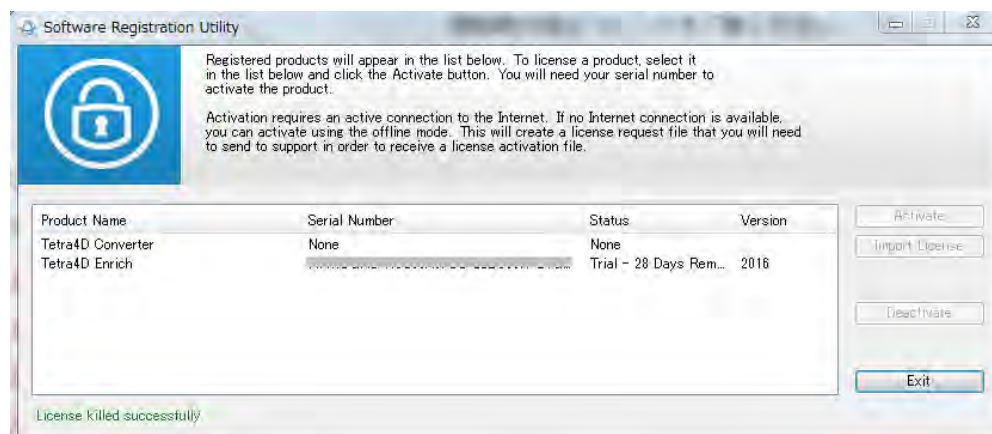 Software Registration Utility
Registered products will appear in the list below. To license a product, select it
in the list below and click the Activate button. You will need your serial number to
activate the product.
Activation requires an active connection to the Internet. If no Internet connection is available,
you can activate using the offline mode. This will create a license request file that you will need
to send to support in order to receive a license activation file.
Product Name Serial Number Status Version
Activate
Tetra4D Converter None None
Import License
Tetra4D Enrich Trial - 28 Days Rem... 2016
Deactivate
Exit
License killed successfully